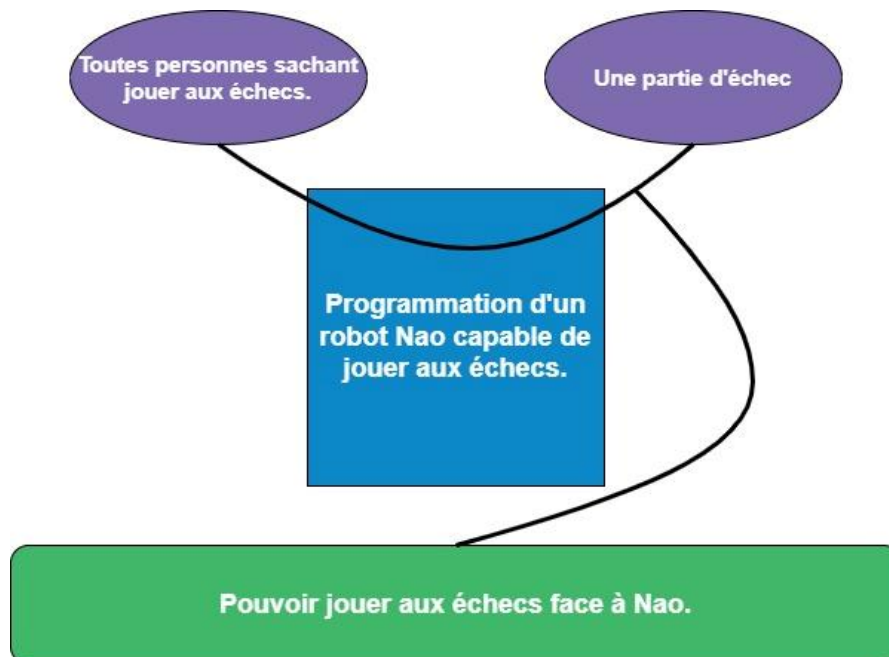 Toutes personnes sachant
jouer aux échecs.
Une partie d'échec
Programmation d'un
robot Nao capable de
jouer aux échecs.
Pouvoir jouer aux échecs face à Nao.